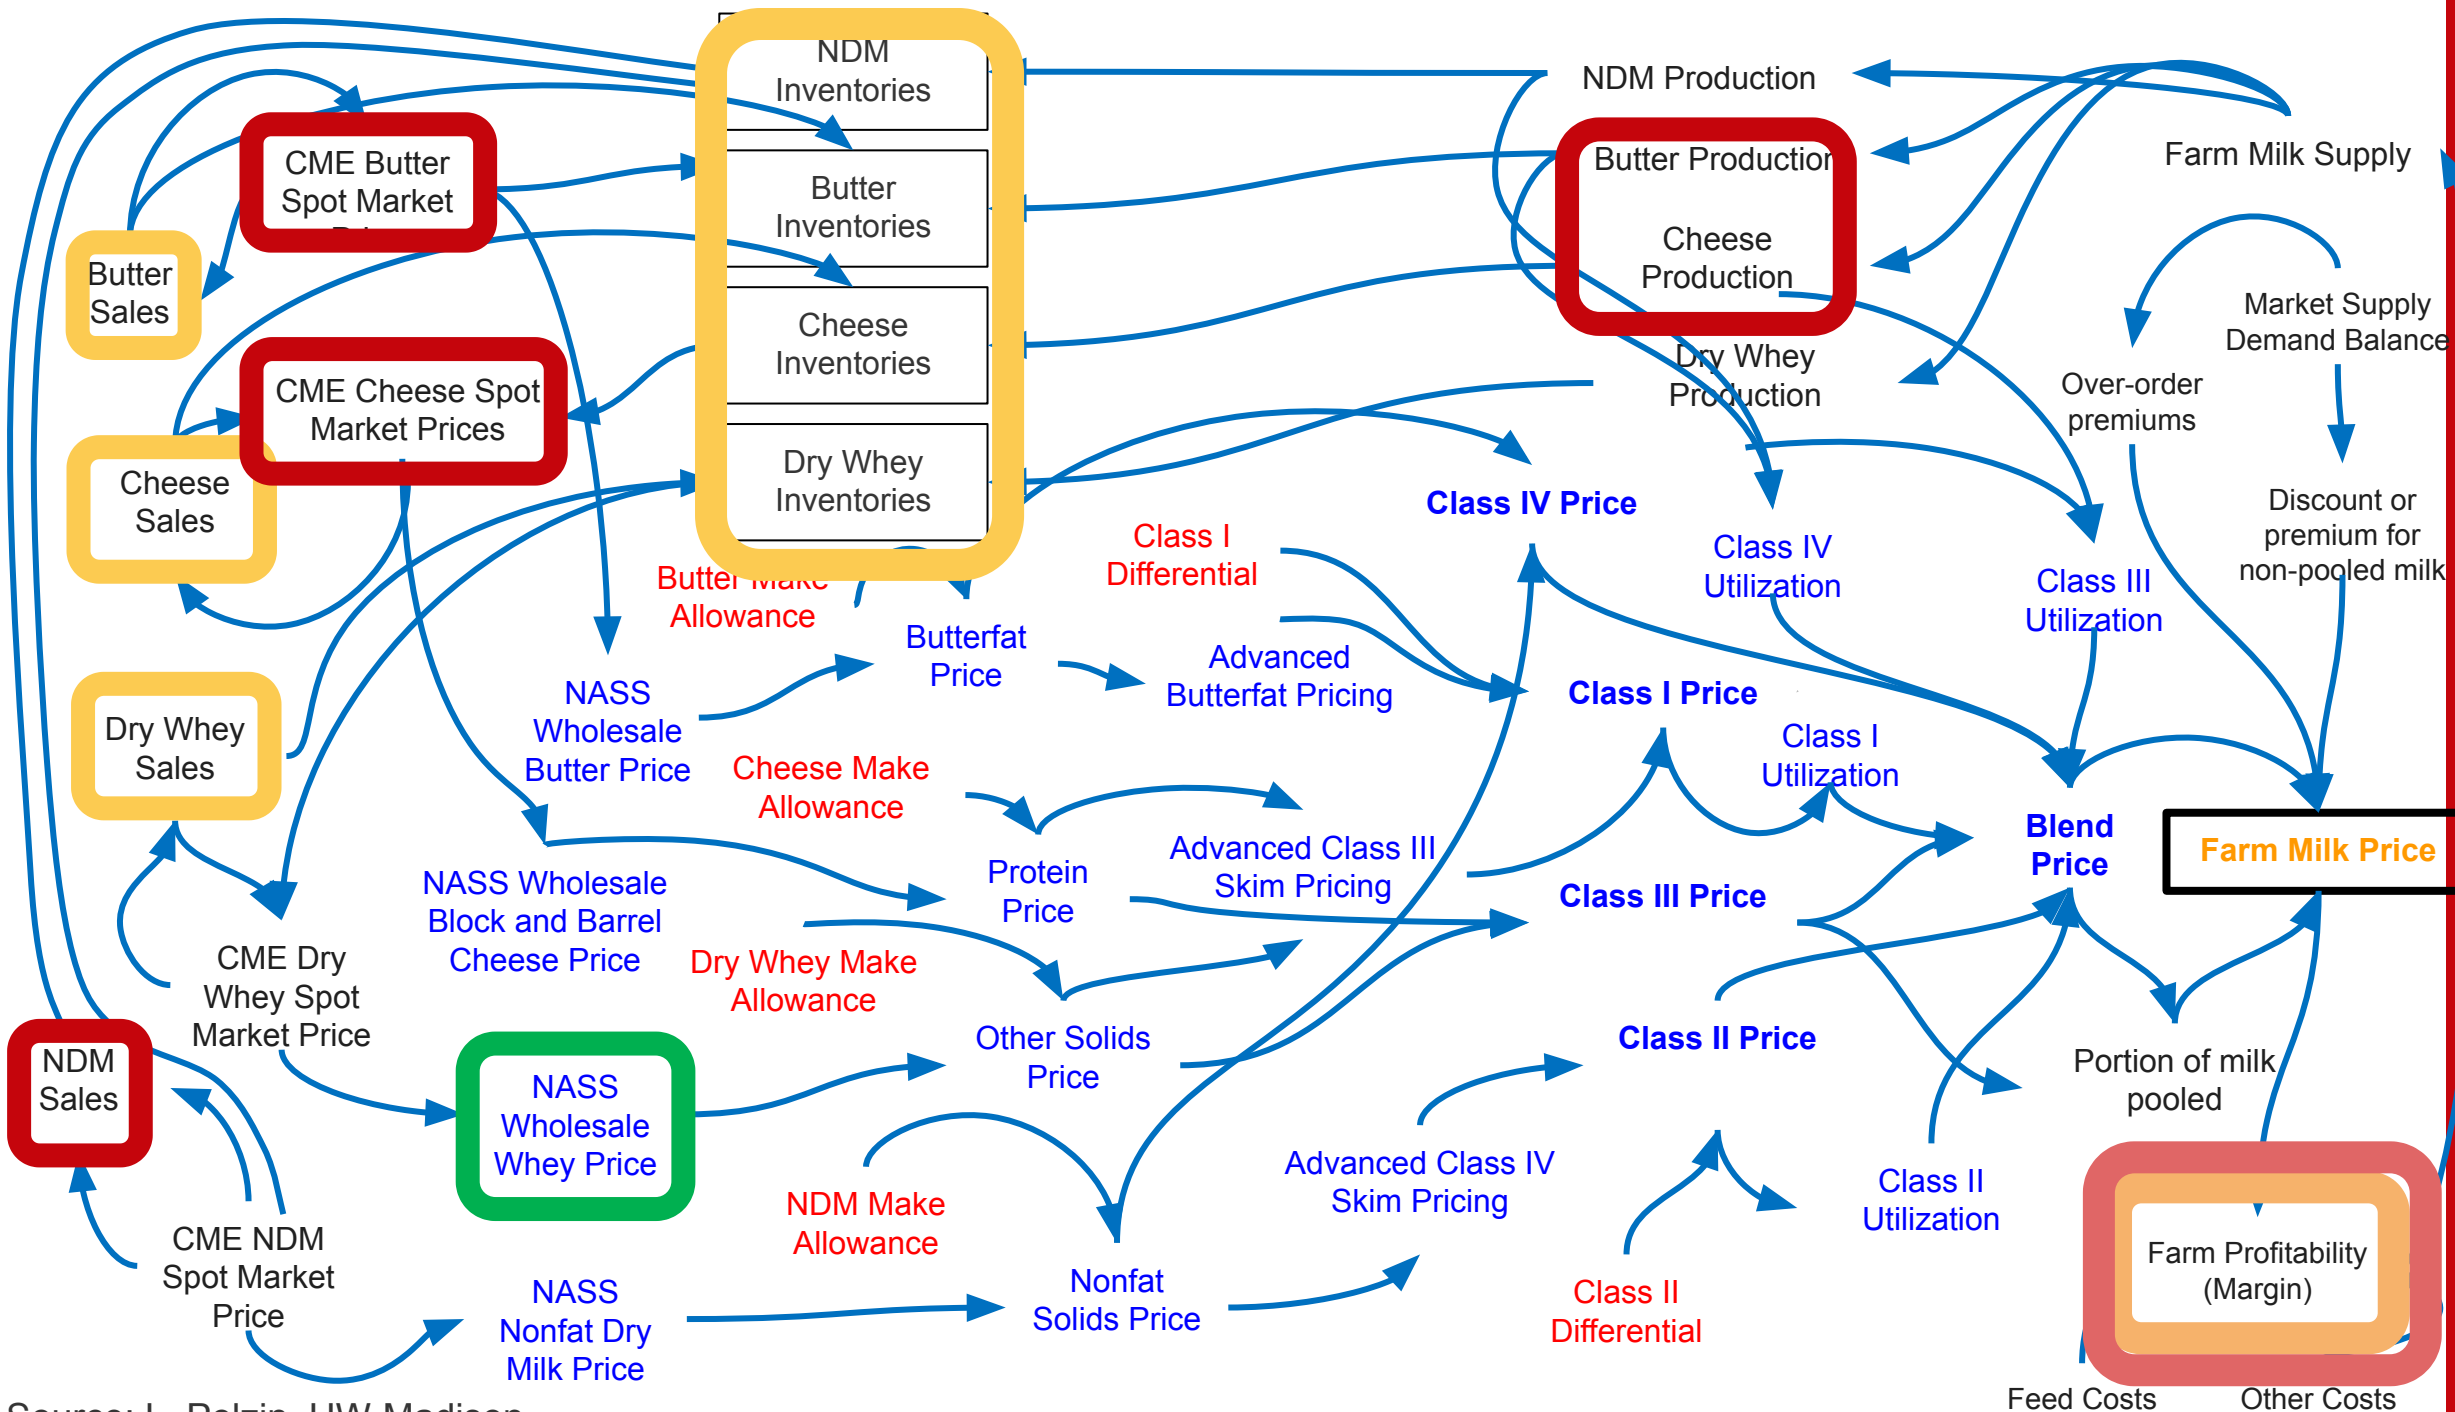 NDM
Inventories
Butter
Inventories
Cheese
Inventories
Dry Whey
Inventories
NDM Production
Butter Production
Cheese
Production
Dry Whey
Production
Farm Milk Supply
Market Supply
Demand Balance
Over-order
premiums
Discount or
premium for
non-pooled milk
CME Butter
Spot Market
Butter
Sales
CME Cheese Spot
Market Prices
Cheese
Sales
Dry Whey
Sales
CME Dry
Whey Spot
Market Price
NDM
Sales
CME NDM
Spot Market
Price
Butter Make
Allowance
NASS
Wholesale
Butter Price
Butterfat
Price
Class I
Differential
Advanced
Butterfat Pricing
Class IV Price
Class IV
Utilization
Class III
Utilization
Class I Price
Class I
Utilization
Cheese Make
Allowance
NASS Wholesale
Block and Barrel
Cheese Price
Protein
Price
Advanced Class III
Skim Pricing
Class III Price
Blend
Price
Farm Milk Price
Dry Whey Make
Allowance
Other Solids
Price
NASS
Wholesale
Whey Price
Class II Price
Portion of milk
pooled
NDM Make
Allowance
Advanced Class IV
Skim Pricing
Class II
Utilization
NASS
Nonfat Dry
Milk Price
Nonfat
Solids Price
Class II
Differential
Farm Profitability
(Margin)
Feed Costs
Other Costs